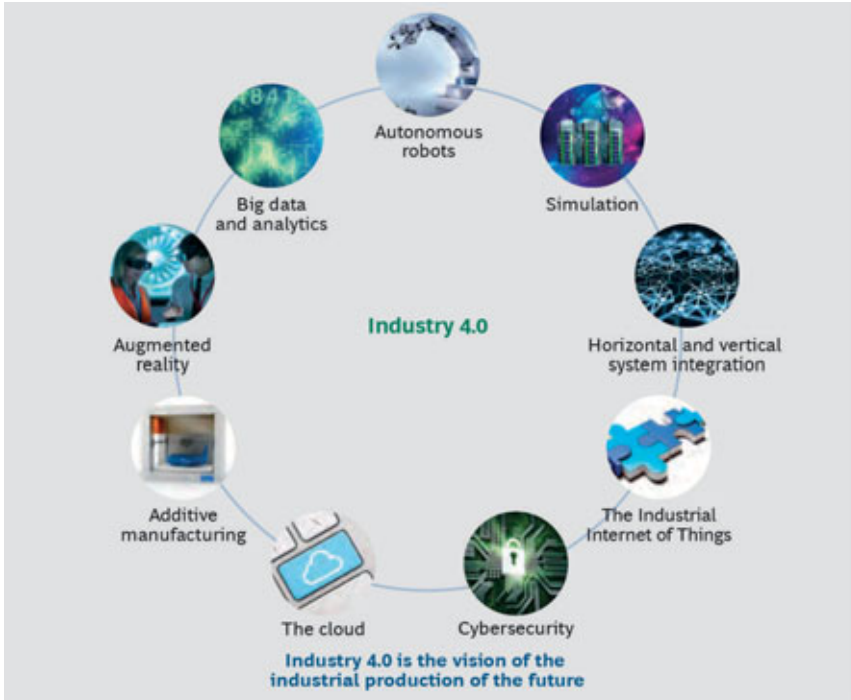 Autonomous
robots
Simulation
Horizontal and vertical
system integration
The Industrial
Internet of Things
Cybersecurity
The cloud
Additive
manufacturing
Augmented
reality
Big data
and analytics
Industry 4.0
Industry 4.0 is the vision of the
industrial production of the future